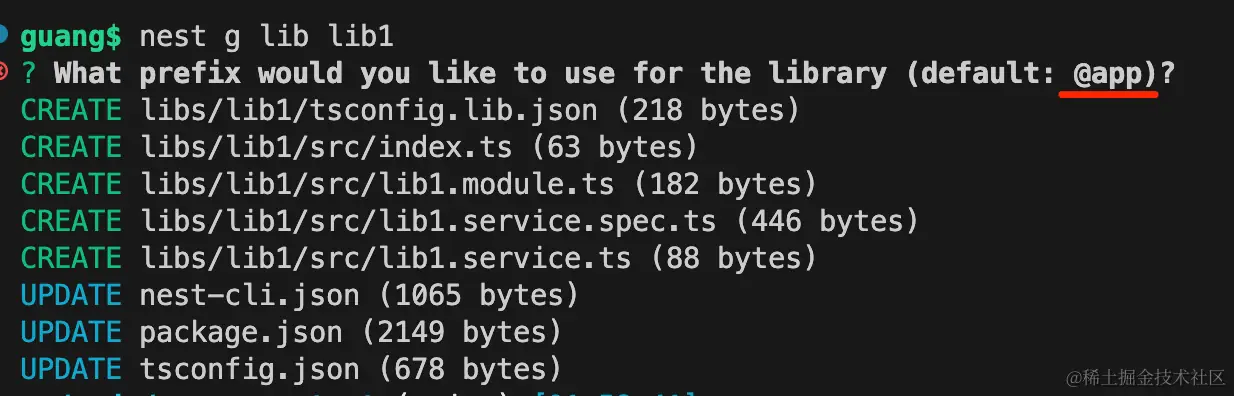 guang$ nest g lib lib1
? What prefix would you like to use for the library (default: @app)?
CREATE libs/lib1/tsconfig.lib.json (218 bytes)
CREATE libs/lib1/src/index.ts (63 bytes)
CREATE libs/lib1/src/lib1.module.ts (182 bytes)
CREATE libs/lib1/src/lib1.service.spec.ts (446 bytes)
CREATE libs/lib1/src/lib1.service.ts (88 bytes)
UPDATE nest-cli.json (1065 bytes)
UPDATE package.json (2149 bytes)
UPDATE tsconfig.json (678 bytes)
@稀土掘金技术社区